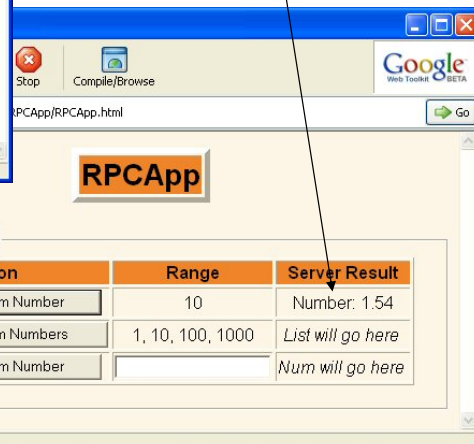 Google
Web Toolkit BETA
Stop Compile/Browse
RPCApp/RPCApp.html Go
RPCApp
on Range Server Result
m Number 10 Number: 1.54
m Numbers 1, 10, 100, 1000 List will go here
m Number Num will go here